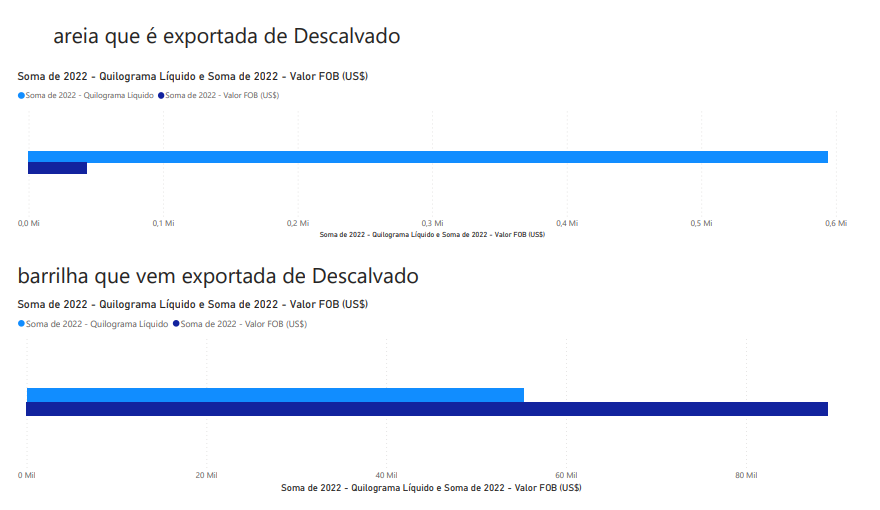 areia que é exportada de Descalvado
Soma de 2022 - Quilograma Líquido e Soma de 2022 - Valor FOB (US$)
Soma de 2022 - Quilograma Líquido Soma de 2022 - Valor FOB (US$)
0,0 Mi 0,1 Mi 0,2 Mi 0,3 Mi 0,4 Mi 0,5 Mi 0,6 Mi
Soma de 2022 - Quilograma Líquido e Soma de 2022 - Valor FOB (US$)
barrilha que vem exportada de Descalvado
Soma de 2022 - Quilograma Líquido e Soma de 2022 - Valor FOB (US$)
Soma de 2022 - Quilograma Líquido Soma de 2022 - Valor FOB (US$)
0 Mil 20 Mil 40 Mil 60 Mil 80 Mil
Soma de 2022 - Quilograma Líquido e Soma de 2022 - Valor FOB (US$)